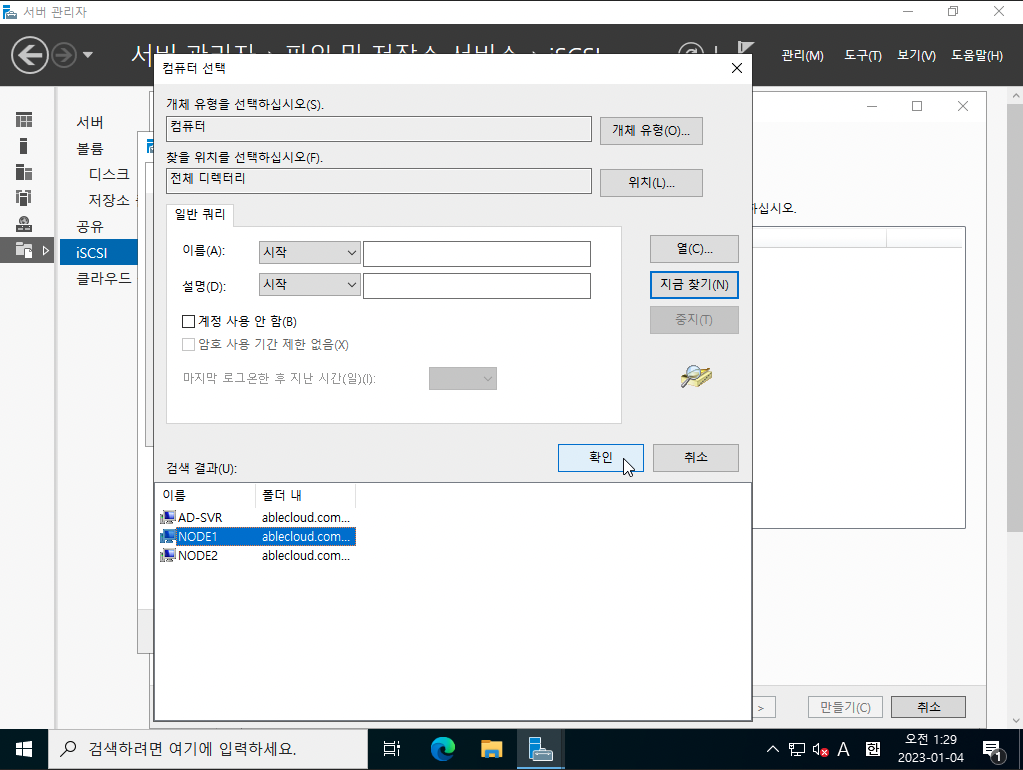 서버 관리자
서버 관리자 · 파일 및 저장소 서비스 · iSCSI
관리(M) 도구(T) 보기(V) 도움말(H)
서버
볼륨
디스크
저장소
공유
iSCSI
클라우드
하십시오.
컴퓨터 선택
개체 유형을 선택하십시오(S).
컴퓨터
개체 유형(O)...
찾을 위치를 선택하십시오(F).
전체 디렉터리
위치(L)...
일반 쿼리
이름(A): 시작
설명(D): 시작
계정 사용 안 함(B)
암호 사용 기간 제한 없음(X)
마지막 로그온한 후 지난 시간(일)(I):
열(C)...
지금 찾기(N)
중지(T)
확인 취소
검색 결과(U):
이름 폴더 내
AD-SVR ablecloud.com...
NODE1 ablecloud.com...
NODE2 ablecloud.com...
> 만들기(C) 취소
검색하려면 여기에 입력하세요.
A 한
오전 1:29
2023-01-04
1